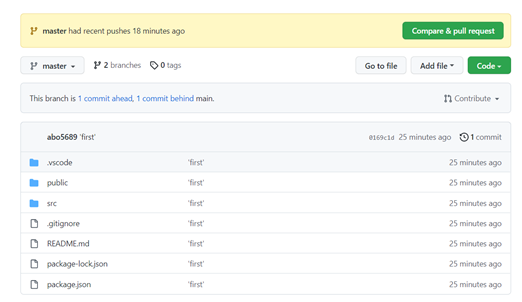 master had recent pushes 18 minutes ago Compare & pull request
master 2 branches 0 tags Go to file Add file Code
This branch is 1 commit ahead, 1 commit behind main. Contribute
abo5689 'first' 0169c1d 25 minutes ago 1 commit
.vscode 'first' 25 minutes ago
public 'first' 25 minutes ago
src 'first' 25 minutes ago
.gitignore 'first' 25 minutes ago
README.md 'first' 25 minutes ago
package-lock.json 'first' 25 minutes ago
package.json 'first' 25 minutes ago